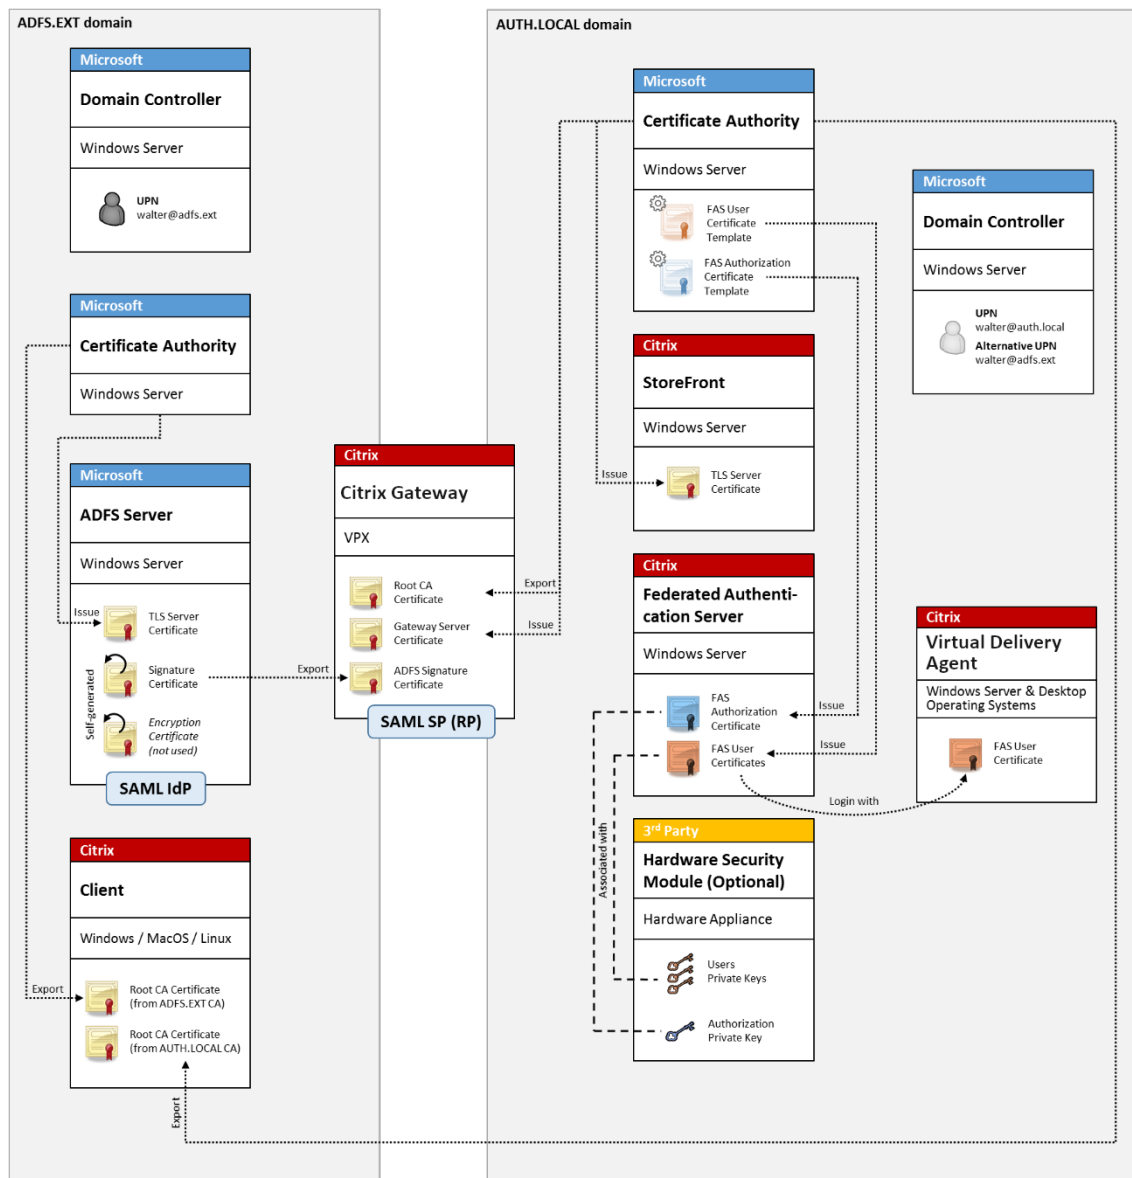 ADFS.EXT domain
Microsoft
Domain Controller
Windows Server
UPN
walter@adfs.ext
Microsoft
Certificate Authority
Windows Server
Microsoft
ADFS Server
Windows Server
Issue
TLS Server
Certificate
Self-generated
Signature
Certificate
Encryption
Certificate
(not used)
SAML IdP
Citrix
Client
Windows / MacOS / Linux
Export
Root CA Certificate
(from ADFS.EXT CA)
Root CA Certificate
(from AUTH.LOCAL CA)
Export
Citrix
Citrix Gateway
VPX
Root CA
Certificate
Export
Gateway Server
Certificate
Issue
Export
ADFS Signature
Certificate
SAML SP (RP)
AUTH.LOCAL domain
Microsoft
Certificate Authority
Windows Server
FAS User
Certificate
Template
FAS Authorization
Certificate
Template
Citrix
StoreFront
Windows Server
Issue
TLS Server
Certificate
Citrix
Federated Authenti-
cation Server
Windows Server
FAS
Authorization
Certificate
Issue
FAS User
Certificates
Issue
Login with
Associated with
3rd Party
Hardware Security
Module (Optional)
Hardware Appliance
Users
Private Keys
Authorization
Private Key
Microsoft
Domain Controller
Windows Server
UPN
walter@auth.local
Alternative UPN
walter@adfs.ext
Citrix
Virtual Delivery
Agent
Windows Server & Desktop
Operating Systems
FAS User
Certificate